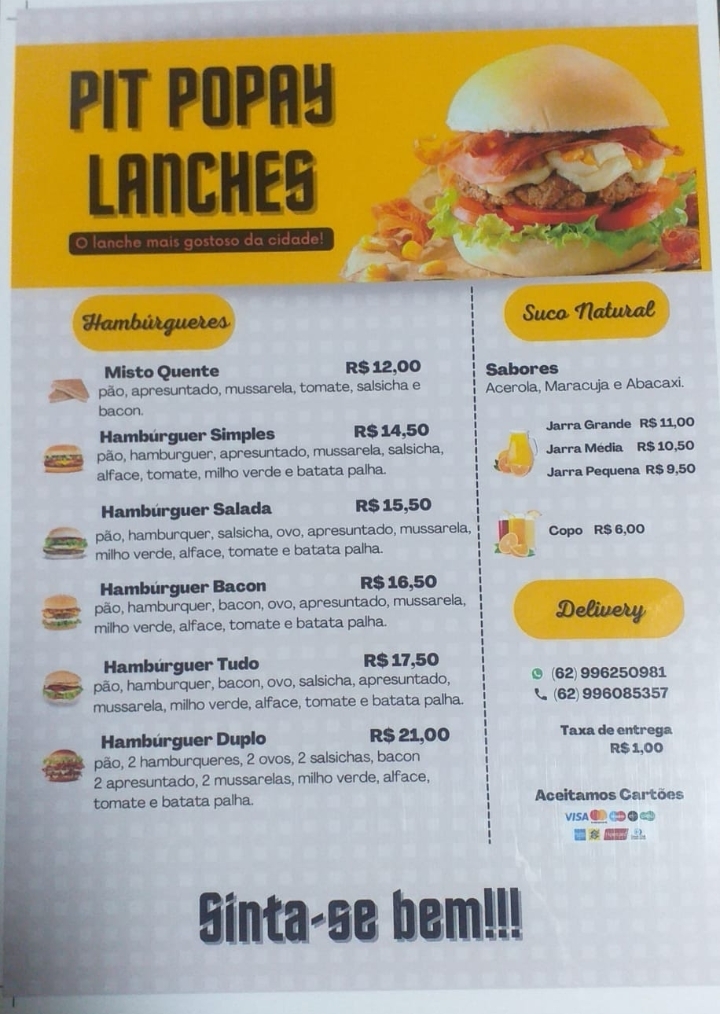 PIT POPAY
LANCHES
O lanche mais gostoso da cidade!
Hambúrgueres
Misto Quente R$ 12,00
pão, apresuntado, mussarela, tomate, salsicha e
bacon.
Hambúrguer Simples R$ 14,50
pão, hamburguer, apresuntado, mussarela, salsicha,
alface, tomate, milho verde e batata palha.
Hambúrguer Salada R$ 15,50
pão, hamburquer, salsicha, ovo, apresuntado, mussarela,
milho verde, alface, tomate e batata palha.
Hambúrguer Bacon R$ 16,50
pão, hamburquer, bacon, ovo, apresuntado, mussarela,
milho verde, alface, tomate e batata palha.
Hambúrguer Tudo R$ 17,50
pão, hamburquer, bacon, ovo, salsicha, apresuntado,
mussarela, milho verde, alface, tomate e batata palha.
Hambúrguer Duplo R$ 21,00
pão, 2 hamburqueres, 2 ovos, 2 salsichas, bacon
2 apresuntado, 2 mussarelas, milho verde, alface,
tomate e batata palha.
Suco Natural
Sabores
Acerola, Maracuja e Abacaxi.
Jarra Grande R$ 11,00
Jarra Média R$ 10,50
Jarra Pequena R$ 9,50
Copo R$ 6,00
Delivery
(62) 996250981
(62) 996085357
Taxa de entrega
R$ 1,00
Aceitamos Cartões
VISA
Sinta-se bem!!!